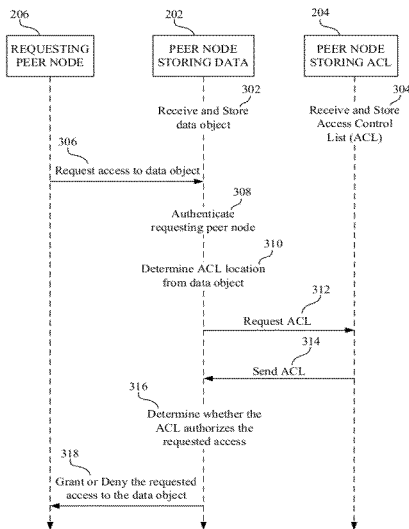 206
202
204
REQUESTING
PEER NODE
PEER NODE
STORING DATA
PEER NODE
STORING ACL
302
Receive and Store
data object
304
Receive and Store
Access Control
List (ACL)
306
Request access to data object
308
Authenticate
requesting peer node
310
Determine ACL location
from data object
312
Request ACL
314
Send ACL
316
Determine whether the
ACL authorizes the
requested access
318
Grant or Deny the requested
access to the data object